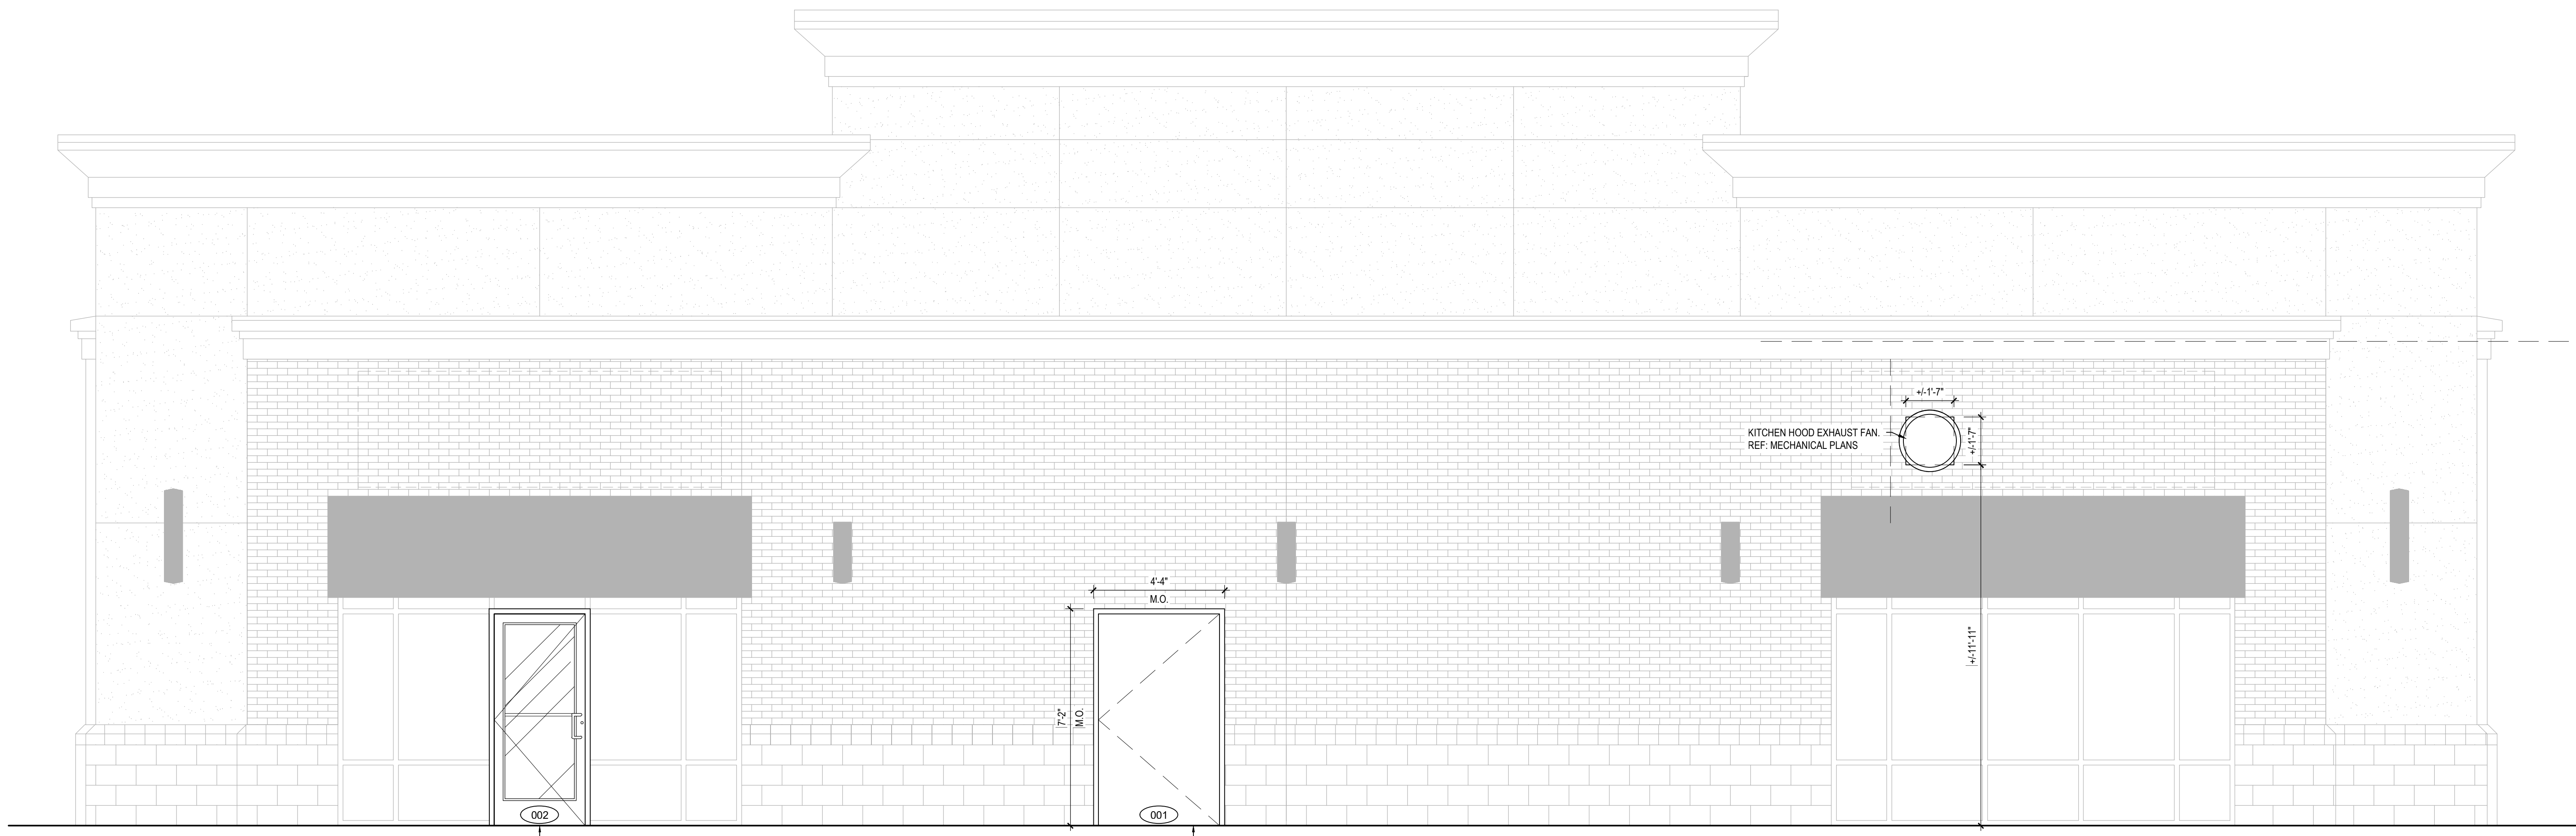 +/-1'-7"
KITCHEN HOOD EXHAUST FAN.
REF: MECHANICAL PLANS
+/-1'-7"
4'-4"
M.O.
7'-2"
M.O.
+/-11'-11"
002
001